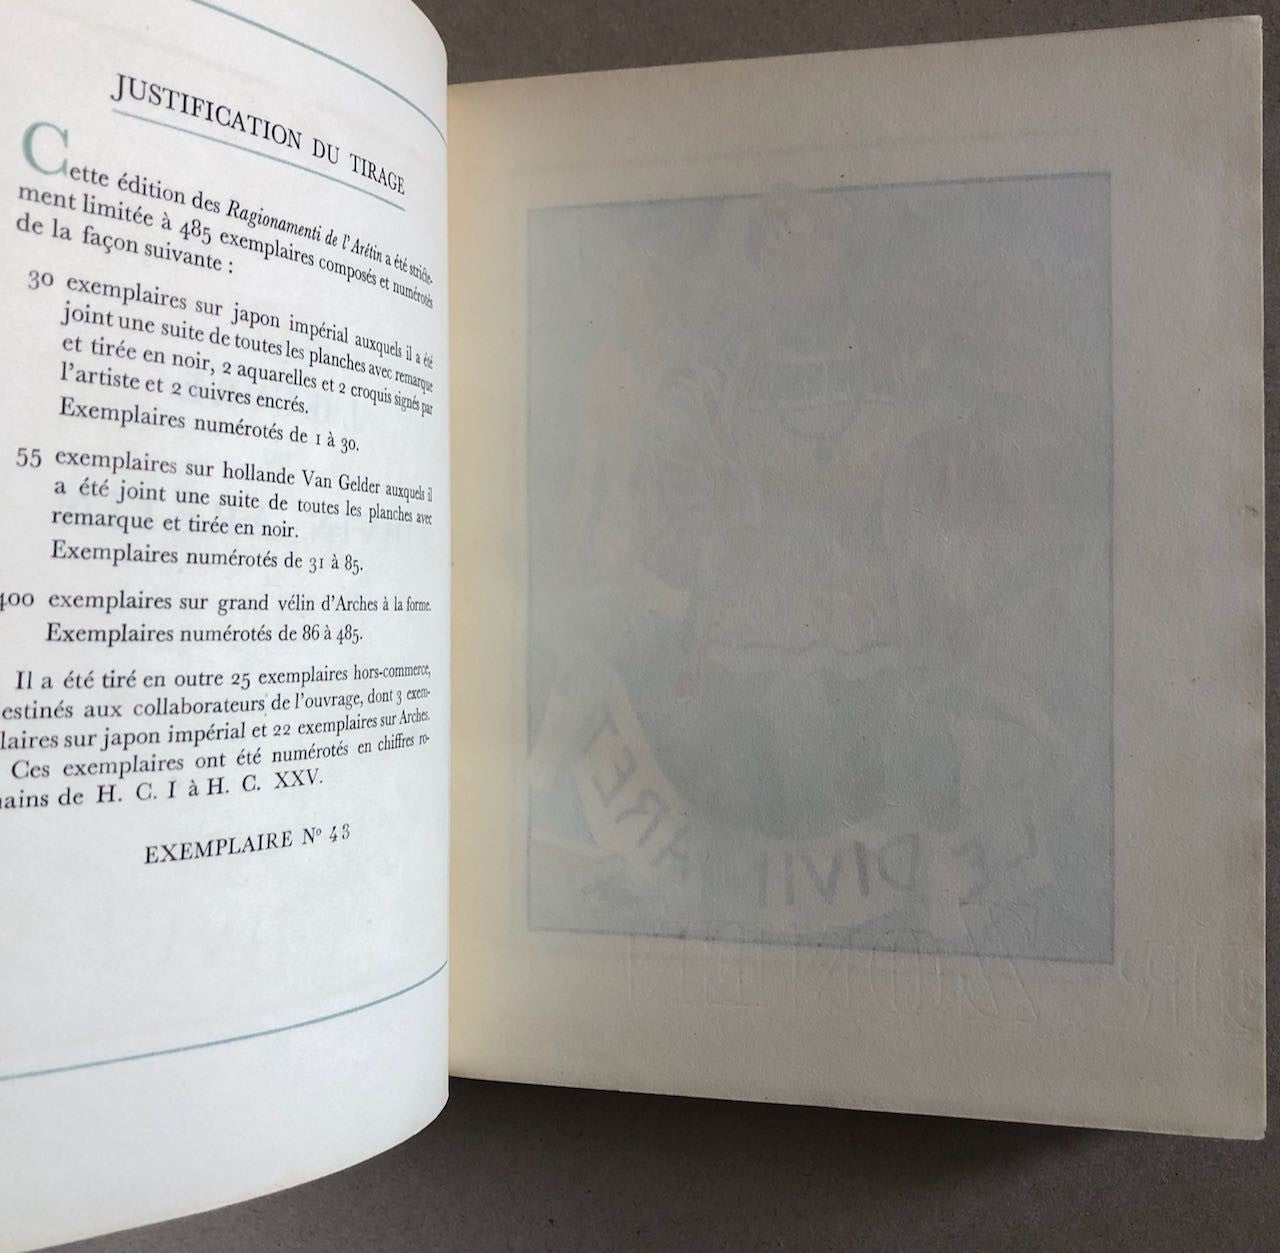 JUSTIFICATION DU TIRAGE
Cette édition des Ragionamenti de l'Arétin a été stricte-
ment limitée à 485 exemplaires composés et numérotés
de la façon suivante :
30 exemplaires sur japon impérial auxquels il a été
joint une suite de toutes les planches avec remarque
et tirée en noir, 2 aquarelles et 2 croquis signés par
l'artiste et 2 cuivres encrés.
Exemplaires numérotés de 1 à 30.
55 exemplaires sur hollande Van Gelder auxquels il
a été joint une suite de toutes les planches avec
remarque et tirée en noir.
Exemplaires numérotés de 31 à 85.
400 exemplaires sur grand vélin d'Arches à la forme.
Exemplaires numérotés de 86 à 485.
Il a été tiré en outre 25 exemplaires hors-commerce,
estinés aux collaborateurs de l'ouvrage, dont 3 exem-
laires sur japon impérial et 22 exemplaires sur Arches.
Ces exemplaires ont été numérotés en chiffres ro-
mains de H. C. I à H. C. XXV.
EXEMPLAIRE Nº 43
LE DIVIN ARET